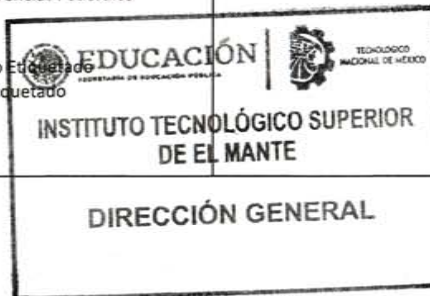 Etiquetado
quetado
EDUCACIÓN
SECRETARÍA DE EDUCACIÓN PÚBLICA
TECNOLÓGICO
NACIONAL DE MÉXICO
INSTITUTO TECNOLÓGICO SUPERIOR
DE EL MANTE
DIRECCIÓN GENERAL